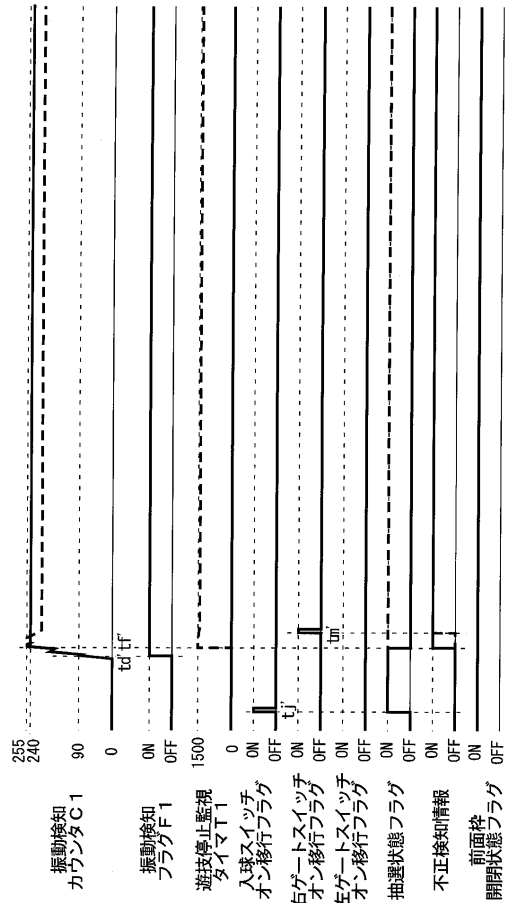 振動検知
カウンタC1
255
240
90
0
td'
tf'
振動検知
フラグF1
ON
OFF
遊技停止監視
タイマT1
1500
0
入球スイッチ
オン移行フラグ
ON
OFF
tj'
右ゲートスイッチ
オン移行フラグ
ON
OFF
tm'
左ゲートスイッチ
オン移行フラグ
ON
OFF
抽選状態フラグ
ON
OFF
不正検知情報
ON
OFF
前面枠
開閉状態フラグ
ON
OFF